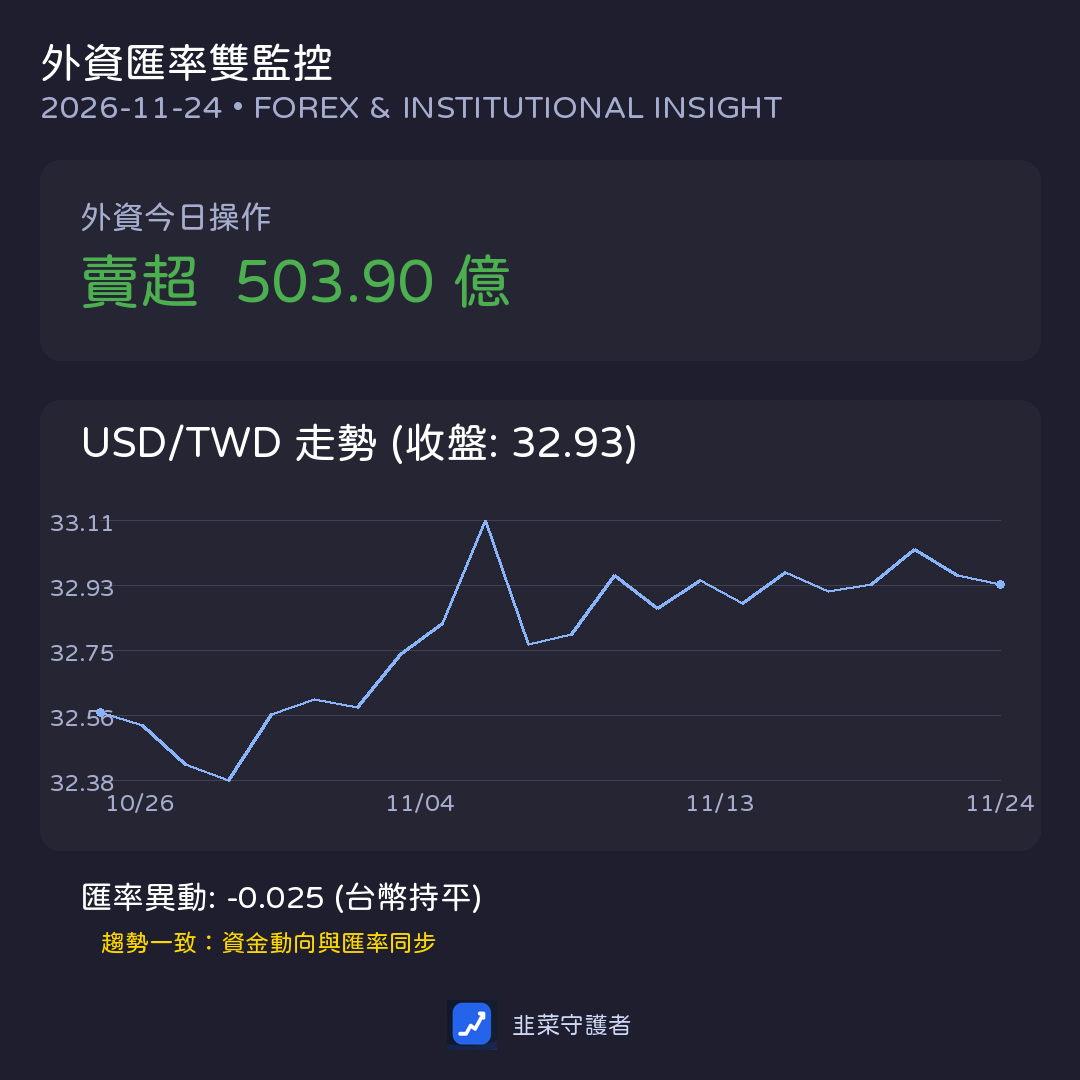 外資匯率雙監控
2026-11-24 • FOREX & INSTITUTIONAL INSIGHT
外資今日操作
賣超 503.90 億
USD/TWD 走勢 (收盤: 32.93)
33.11
32.93
32.75
32.56
32.38
10/26 11/04 11/13 11/24
匯率異動: -0.025 (台幣持平)
趨勢一致：資金動向與匯率同步
韭菜守護者